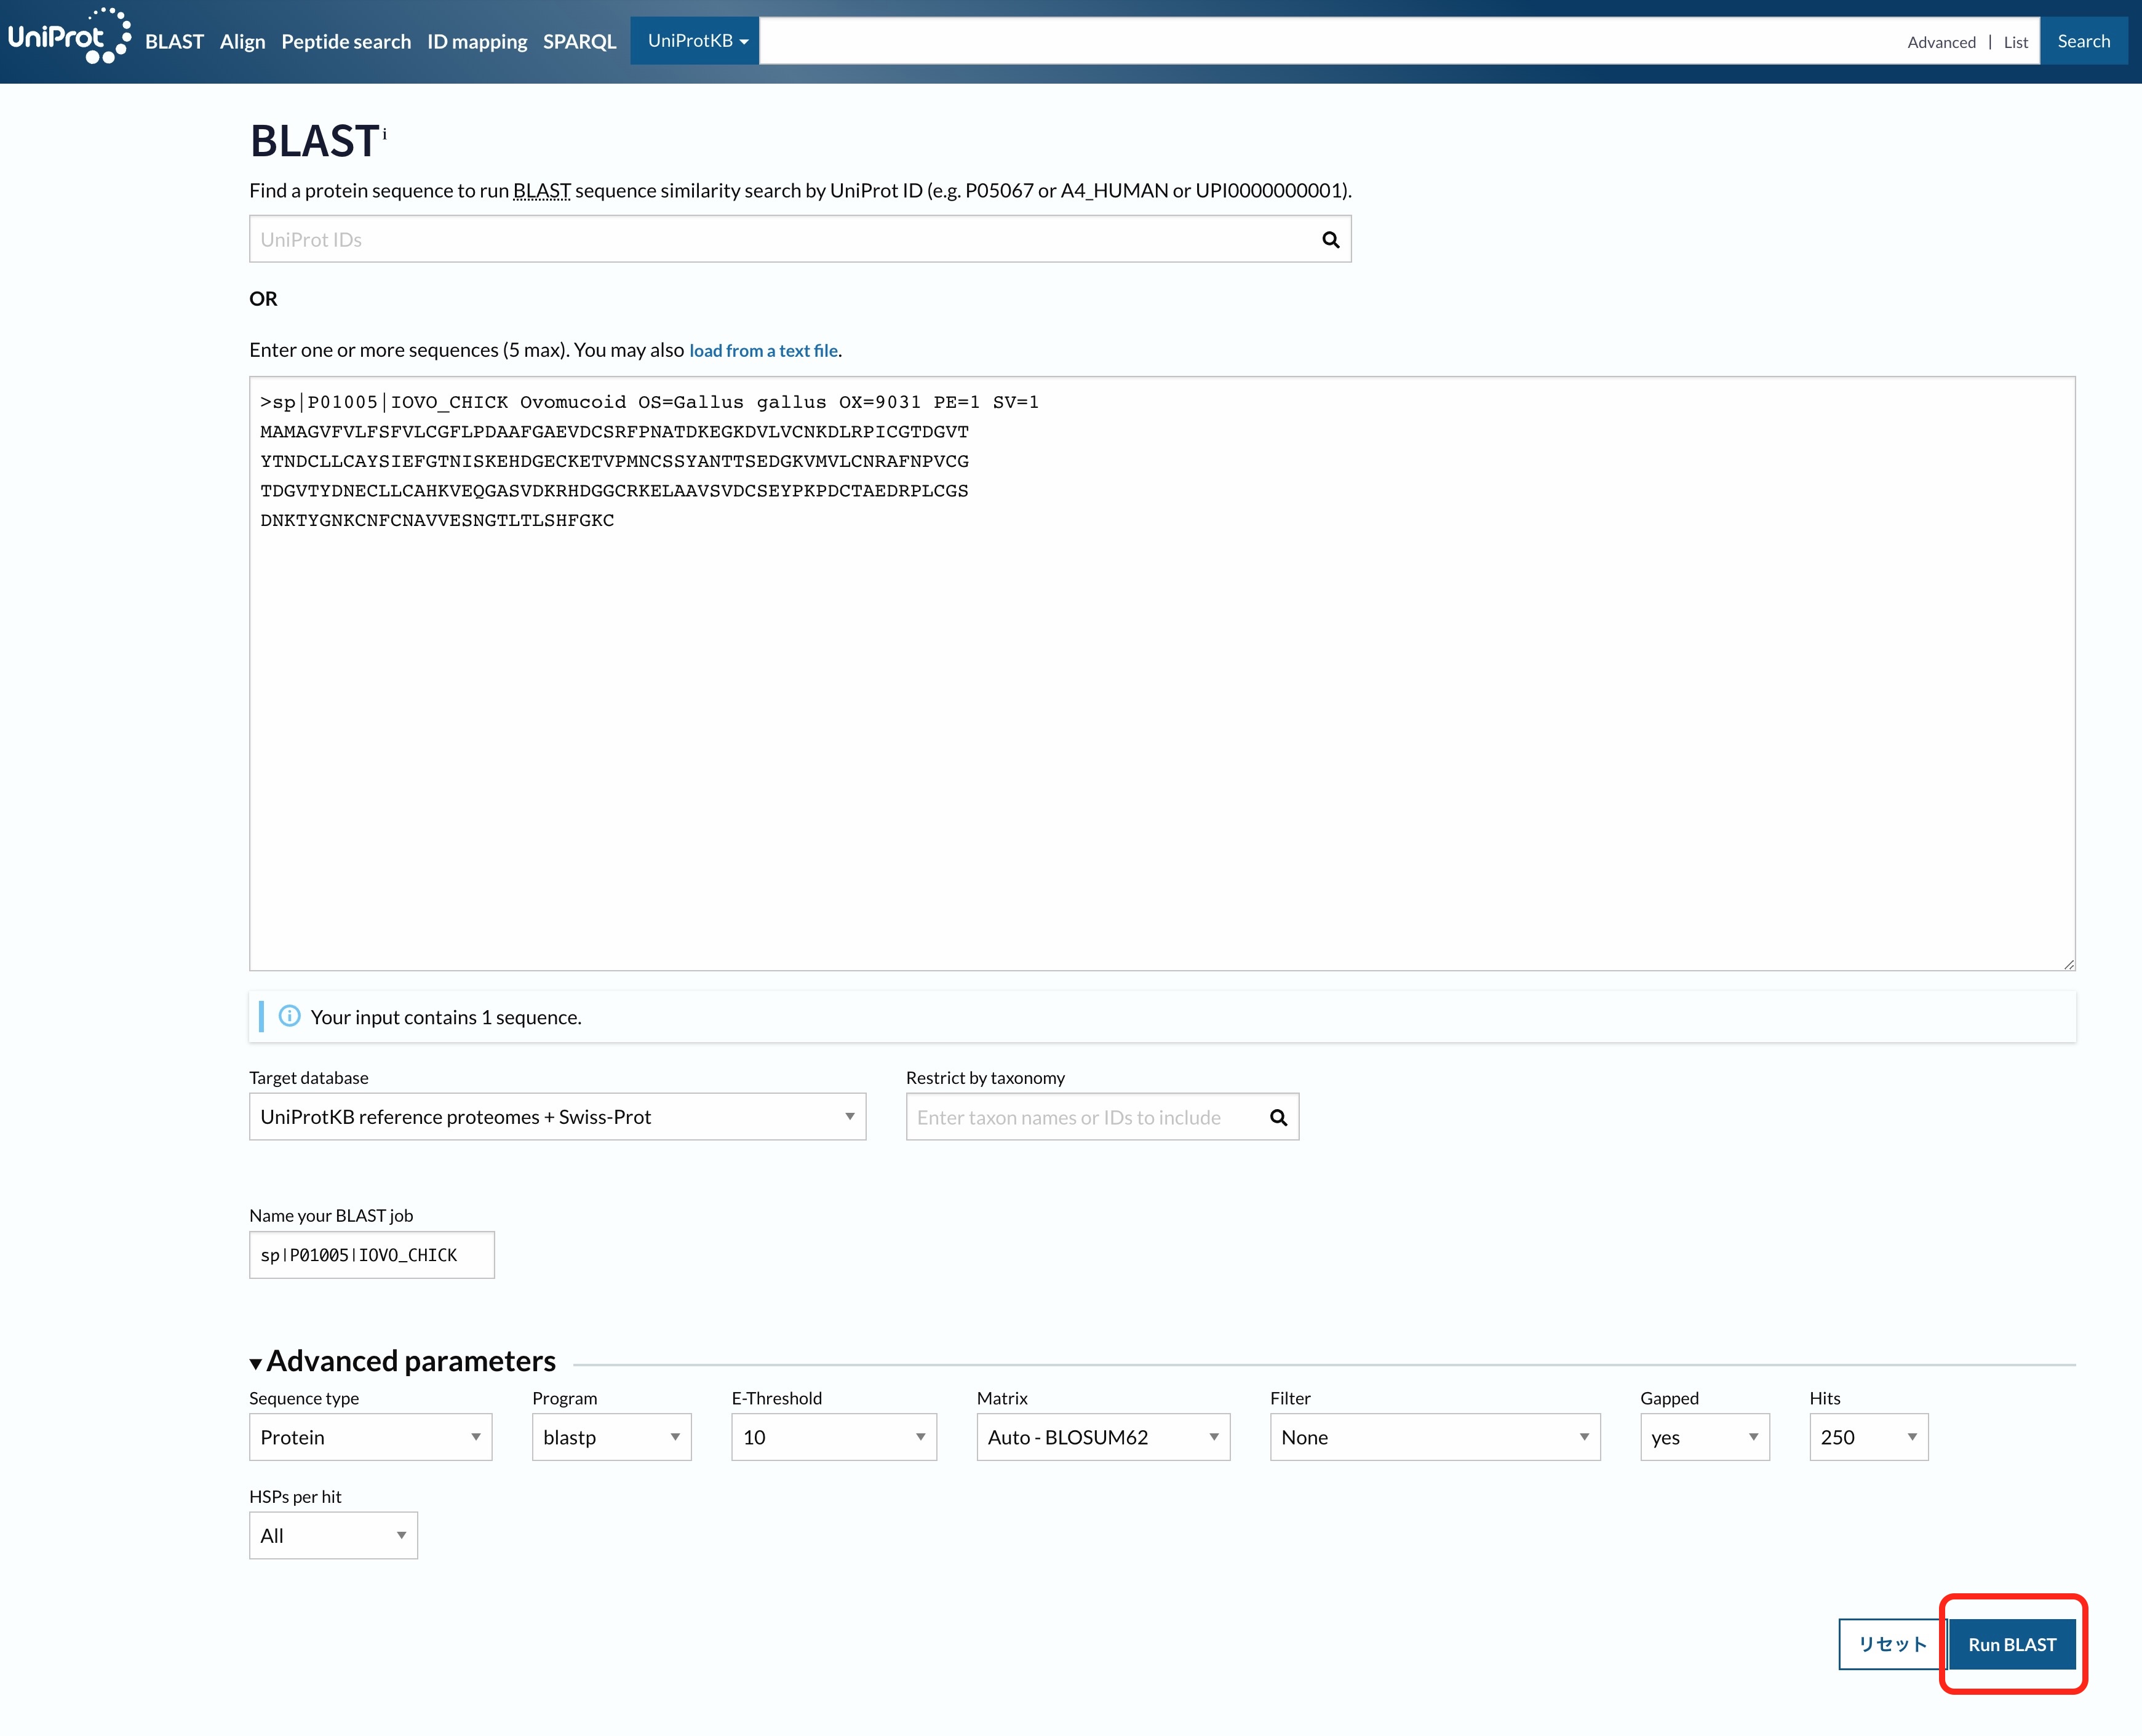 UniProt BLAST Align Peptide search ID mapping SPARQL UniProtKB Advanced | List Search
BLAST i
Find a protein sequence to run BLAST sequence similarity search by UniProt ID (e.g. P05067 or A4_HUMAN or UPI0000000001).
UniProt IDs
OR
Enter one or more sequences (5 max). You may also load from a text file.
>sp|P01005|IOVO_CHICK Ovomucoid OS=Gallus gallus OX=9031 PE=1 SV=1
MAMAGVFVLFSFVLCGFLPDAAFGAEVDCSRFPNATDKEGKDVLVCNKDLRPICGTDGVT
YTNDCLLCAYSIEFGTNISKEHDGECKETVPMNCSSYANTTSEDGKVMVLCNRAFNPVCG
TDGVTYDNECLLCAHKVEQGASVDKRHDGGCRKELAAVSVDCSEYPKPDCTAEDRPLCGS
DNKTYGNKCNFCNAVVESNGTLTLSHFGKC
Your input contains 1 sequence.
Target database Restrict by taxonomy
UniProtKB reference proteomes + Swiss-Prot Enter taxon names or IDs to include
Name your BLAST job
sp|P01005|IOVO_CHICK
Advanced parameters
Sequence type Program E-Threshold Matrix Filter Gapped Hits
Protein blastp 10 Auto - BLOSUM62 None yes 250
HSPs per hit
All
リセット Run BLAST